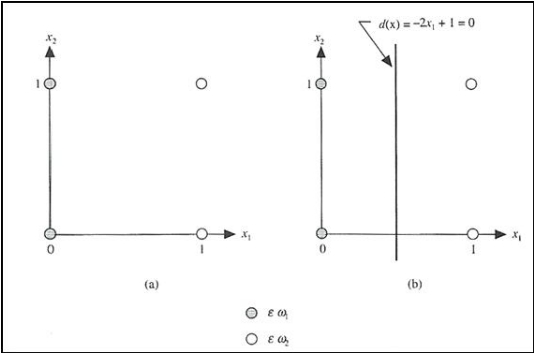 d(x) = –2x₁ + 1 = 0
x₂
1
0
1
x₁
(a)
x₂
1
0
1
x₁
(b)
ε ω₁
ε ω₂